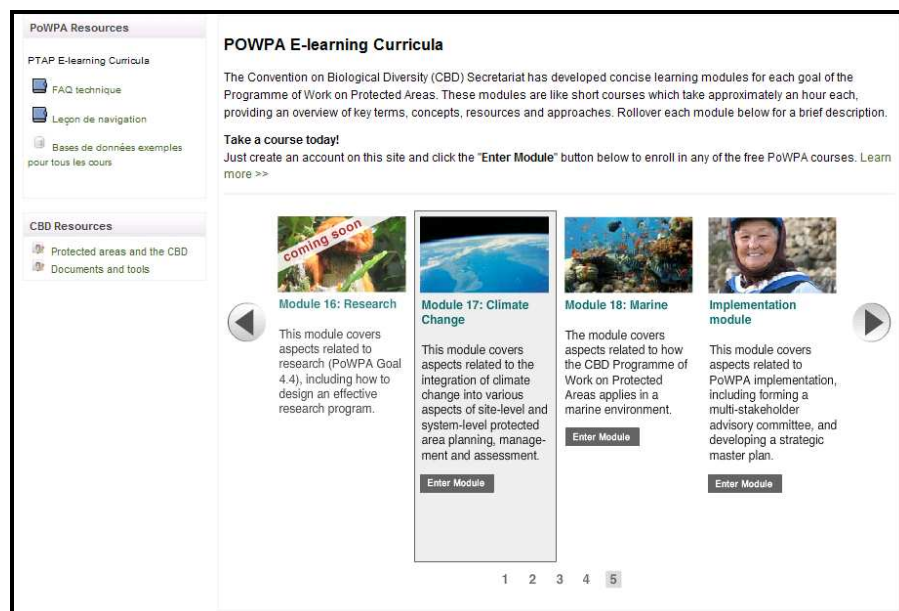 PoWPA Resources
PTAP E-learning Curricula
FAQ technique
Leçon de navigation
Bases de données exemples
pour tous les cours
CBD Resources
Protected areas and the CBD
Documents and tools
POWPA E-learning Curricula
The Convention on Biological Diversity (CBD) Secretariat has developed concise learning modules for each goal of the
Programme of Work on Protected Areas. These modules are like short courses which take approximately an hour each,
providing an overview of key terms, concepts, resources and approaches. Rollover each module below for a brief description.
Take a course today!
Just create an account on this site and click the "Enter Module" button below to enroll in any of the free PoWPA courses. Learn
more >>
coming soon
Module 16: Research
This module covers
aspects related to
research (PoWPA Goal
4.4), including how to
design an effective
research program.
Module 17: Climate
Change
This module covers
aspects related to the
integration of climate
change into various
aspects of site-level and
system-level protected
area planning, manage-
ment and assessment.
Enter Module
Module 18: Marine
The module covers
aspects related to how
the CBD Programme of
Work on Protected
Areas applies in a
marine environment.
Enter Module
Implementation
module
This module covers
aspects related to
PoWPA implementation,
including forming a
multi-stakeholder
advisory committee, and
developing a strategic
master plan.
Enter Module
1 2 3 4 5